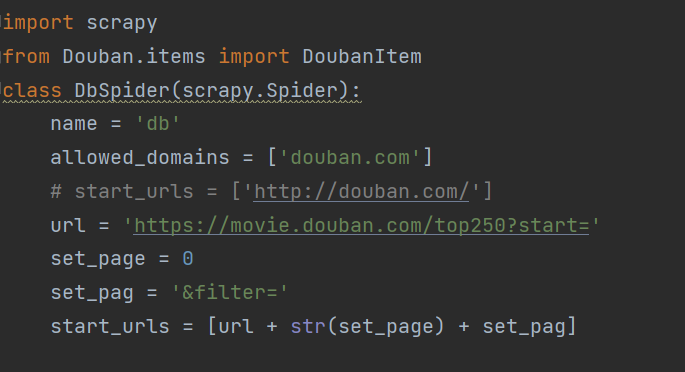 import scrapy
from Douban.items import DoubanItem
class DbSpider(scrapy.Spider):
    name = 'db'
    allowed_domains = ['douban.com']
    # start_urls = ['http://douban.com/']
    url = 'https://movie.douban.com/top250?start='
    set_page = 0
    set_pag = '&filter='
    start_urls = [url + str(set_page) + set_pag]